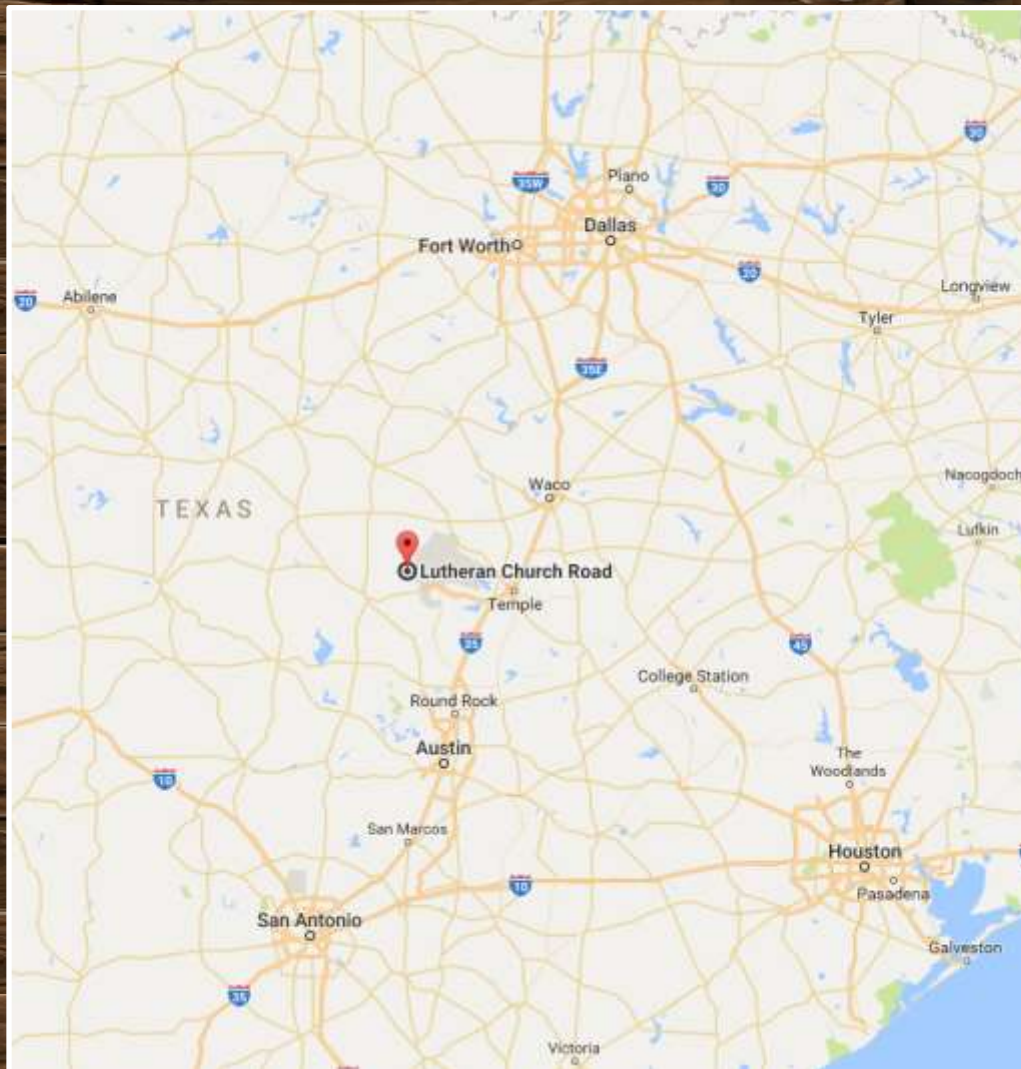 Plano
35W
30
30
Dallas
Fort Worth
20
Longview
20
Abilene
Tyler
35E
Waco
Nacogdoch
TEXAS
Lufkin
Lutheran Church Road
Temple
35
45
College Station
Round Rock
Austin
The
Woodlands
10
San Marcos
Houston
10
Pasadena
San Antonio
Galveston
35
Victoria